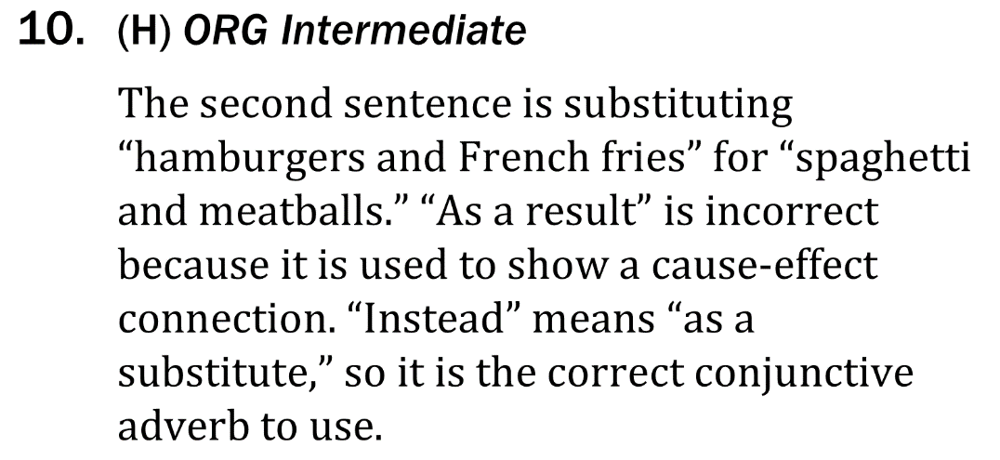 10. (H) ORG Intermediate
The second sentence is substituting
“hamburgers and French fries” for “spaghetti
and meatballs.” “As a result” is incorrect
because it is used to show a cause-effect
connection. “Instead” means “as a
substitute,” so it is the correct conjunctive
adverb to use.